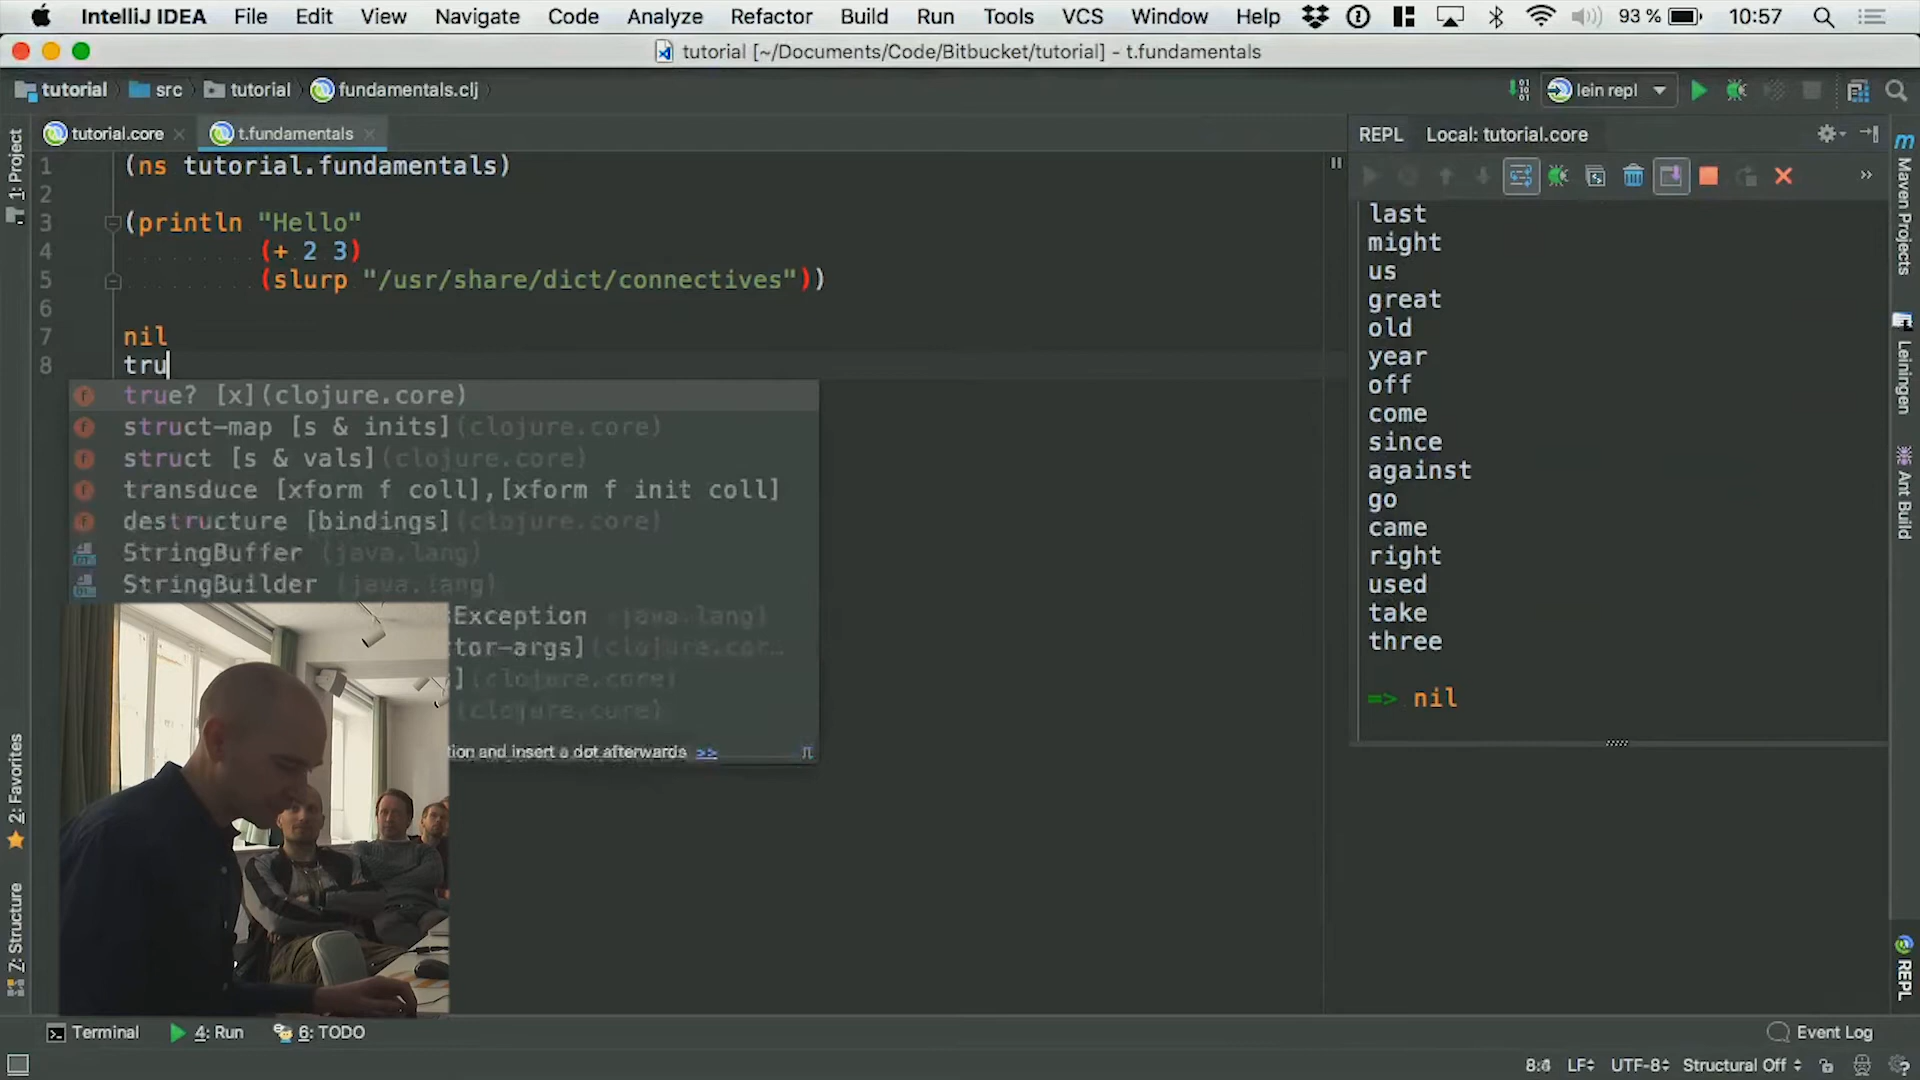 IntelliJ IDEA File Edit View Navigate Code Analyze Refactor Build Run Tools VCS Window Help 93 % 10:57
tutorial [~/Documents/Code/Bitbucket/tutorial] - t.fundamentals
tutorial src tutorial fundamentals.clj lein repl
tutorial.core t.fundamentals
REPL Local: tutorial.core
1 (ns tutorial.fundamentals)
2
3 (println "Hello"
4 (+ 2 3)
5 (slurp "/usr/share/dict/connectives"))
6
7 nil
8 tru
true? [x](clojure.core)
struct-map [s & inits](clojure.core)
struct [s & vals](clojure.core)
transduce [xform f coll],[xform f init coll]
destructure [bindings](clojure.core)
StringBuffer (java.lang)
StringBuilder (java.lang)
sException (java.lang)
tor-args](clojure.cor...
](clojure.core)
(clojure.core)
tion and insert a dot afterwards >>
last
might
us
great
old
year
off
come
since
against
go
came
right
used
take
three
=> nil
1: Project
2: Favorites
Z: Structure
Maven Projects
Leiningen
Ant Build
REPL
Terminal 4: Run 6: TODO Event Log
LF UTF-8 Structural Off